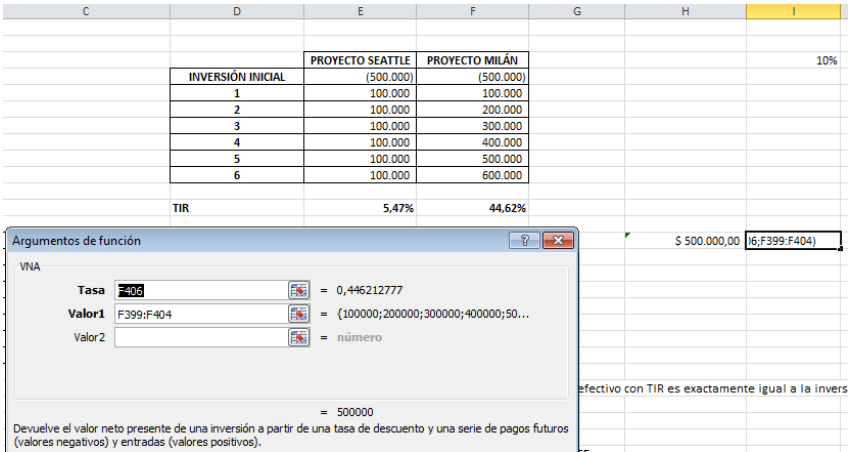 C D E F G H I
PROYECTO SEATTLE PROYECTO MILÁN 10%
INVERSIÓN INICIAL (500.000) (500.000)
1 100.000 100.000
2 100.000 200.000
3 100.000 300.000
4 100.000 400.000
5 100.000 500.000
6 100.000 600.000
TIR 5,47% 44,62%
Argumentos de función
$ 500.000,00 )6;F399:F404)
VNA
Tasa F406 = 0,446212777
Valor1 F399:F404 = {100000;200000;300000;400000;50...
Valor2 = número
efectivo con TIR es exactamente igual a la invers
= 500000
Devuelve el valor neto presente de una inversión a partir de una tasa de descuento y una serie de pagos futuros
(valores negativos) y entradas (valores positivos).